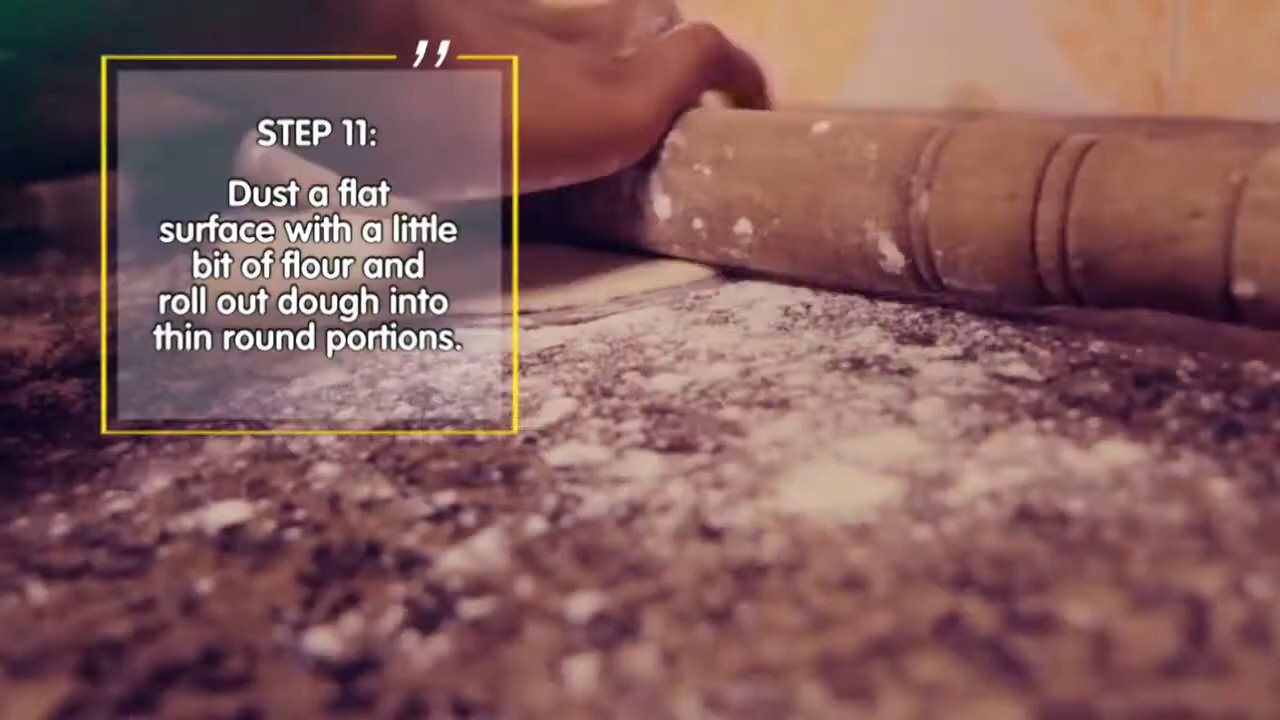 ”
STEP 11:
Dust a flat
surface with a little
bit of flour and
roll out dough into
thin round portions.